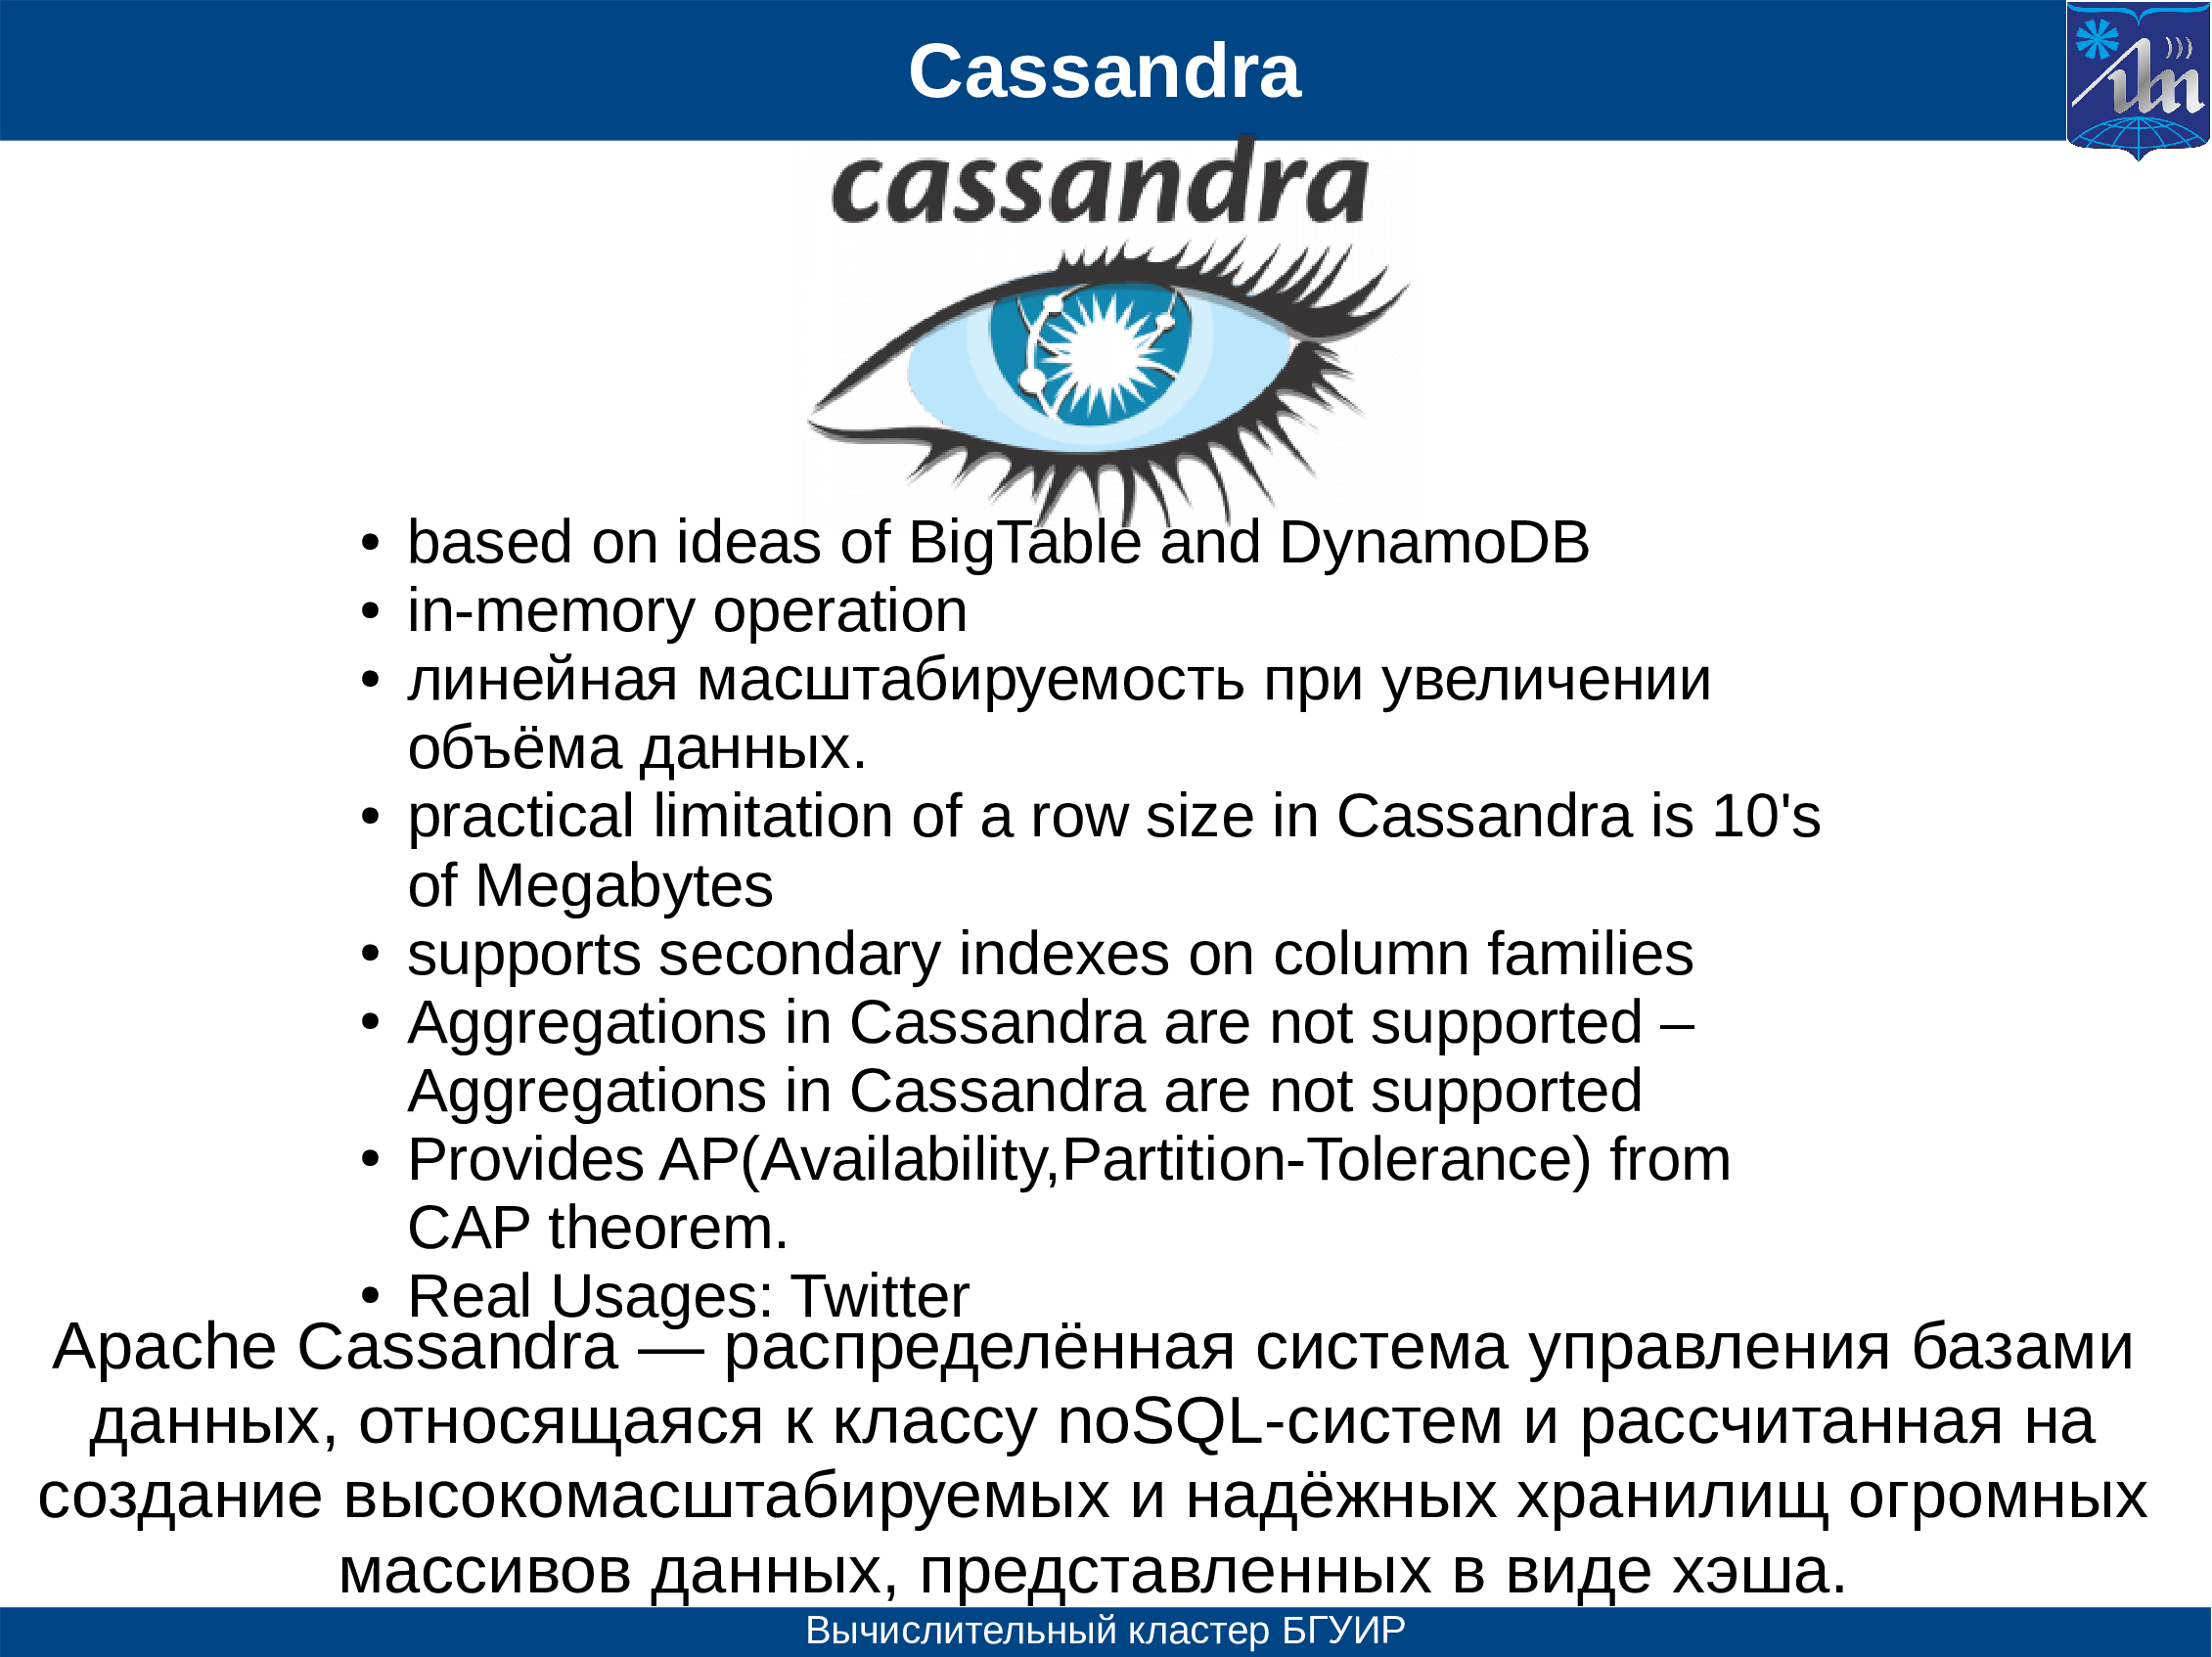 Cassandra
cassandra
• based on ideas of BigTable and DynamoDB
• in-memory operation
• линейная масштабируемость при увеличении
объёма данных.
• practical limitation of a row size in Cassandra is 10's
of Megabytes
• supports secondary indexes on column families
• Aggregations in Cassandra are not supported –
Aggregations in Cassandra are not supported
• Provides AP(Availability,Partition-Tolerance) from
CAP theorem.
• Real Usages: Twitter
Apache Cassandra — распределённая система управления базами
данных, относящаяся к классу noSQL-систем и рассчитанная на
создание высокомасштабируемых и надёжных хранилищ огромных
массивов данных, представленных в виде хэша.
Вычислительный кластер БГУИР